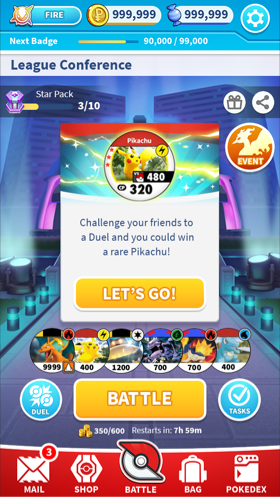 FIRE
999,999
999,999
Next Badge
90,000 / 99,000
League Conference
Star Pack
3/10
EVENT
Pikachu
480
CP 320
Challenge your friends to
a Duel and you could win
a rare Pikachu!
LET'S GO!
9999
400
1200
700
700
400
DUEL
BATTLE
TASKS
350/600
Restarts in: 7h 59m
3
MAIL
SHOP
BATTLE
BAG
POKEDEX